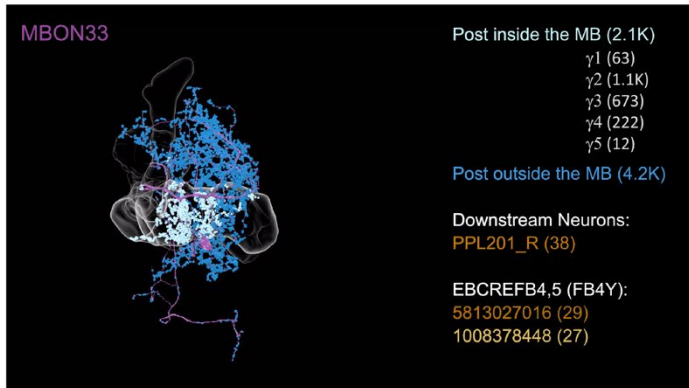 MBON33
Post inside the MB (2.1K)
γ1 (63)
γ2 (1.1K)
γ3 (673)
γ4 (222)
γ5 (12)
Post outside the MB (4.2K)
Downstream Neurons:
PPL201_R (38)
EBCREFB4,5 (FB4Y):
5813027016 (29)
1008378448 (27)